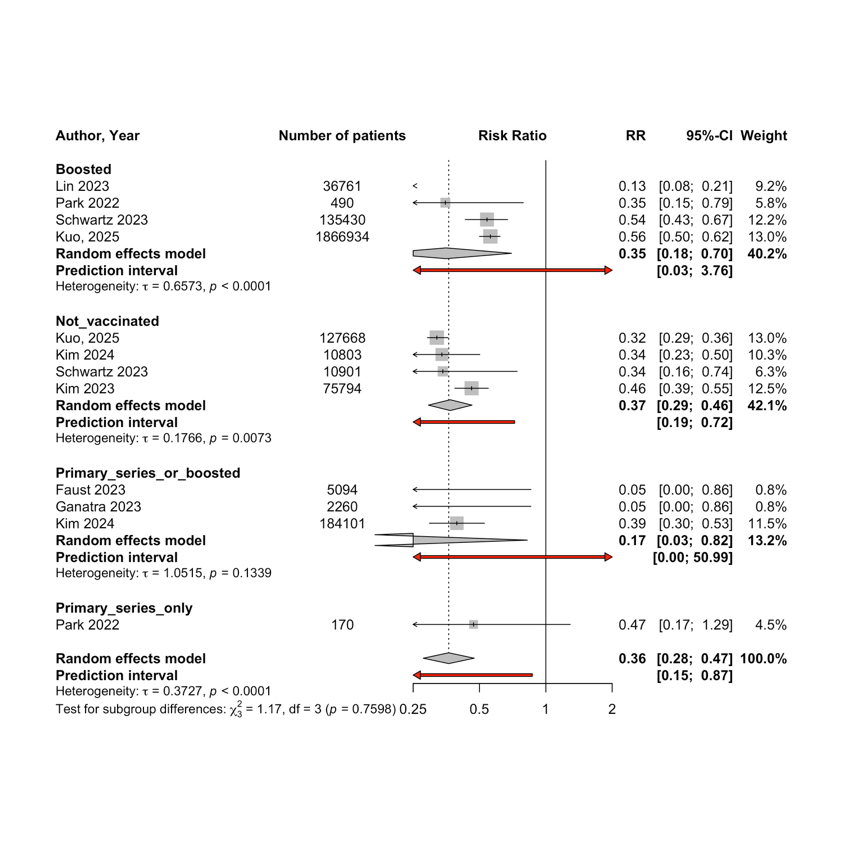 Author, Year Number of patients Risk Ratio RR 95%-CI Weight
Boosted
Lin 2023 36761 0.13 [0.08; 0.21] 9.2%
Park 2022 490 0.35 [0.15; 0.79] 5.8%
Schwartz 2023 135430 0.54 [0.43; 0.67] 12.2%
Kuo, 2025 1866934 0.56 [0.50; 0.62] 13.0%
Random effects model 0.35 [0.18; 0.70] 40.2%
Prediction interval [0.03; 3.76]
Heterogeneity: τ = 0.6573, p < 0.0001
Not_vaccinated
Kuo, 2025 127668 0.32 [0.29; 0.36] 13.0%
Kim 2024 10803 0.34 [0.23; 0.50] 10.3%
Schwartz 2023 10901 0.34 [0.16; 0.74] 6.3%
Kim 2023 75794 0.46 [0.39; 0.55] 12.5%
Random effects model 0.37 [0.29; 0.46] 42.1%
Prediction interval [0.19; 0.72]
Heterogeneity: τ = 0.1766, p = 0.0073
Primary_series_or_boosted
Faust 2023 5094 0.05 [0.00; 0.86] 0.8%
Ganatra 2023 2260 0.05 [0.00; 0.86] 0.8%
Kim 2024 184101 0.39 [0.30; 0.53] 11.5%
Random effects model 0.17 [0.03; 0.82] 13.2%
Prediction interval [0.00; 50.99]
Heterogeneity: τ = 1.0515, p = 0.1339
Primary_series_only
Park 2022 170 0.47 [0.17; 1.29] 4.5%
Random effects model 0.36 [0.28; 0.47] 100.0%
Prediction interval [0.15; 0.87]
Heterogeneity: τ = 0.3727, p < 0.0001
Test for subgroup differences: χ²₃ = 1.17, df = 3 (p = 0.7598) 0.25 0.5 1 2